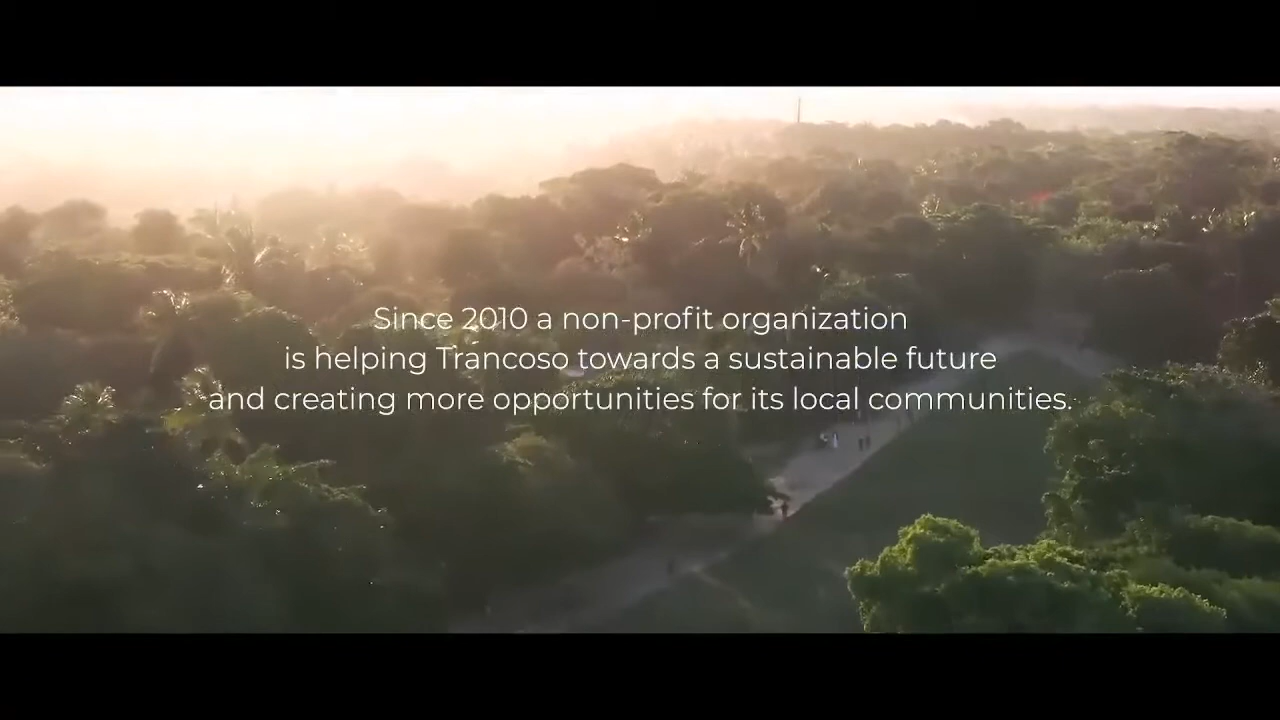 Since 2010 a non-profit organization
is helping Trancoso towards a sustainable future
and creating more opportunities for its local communities.